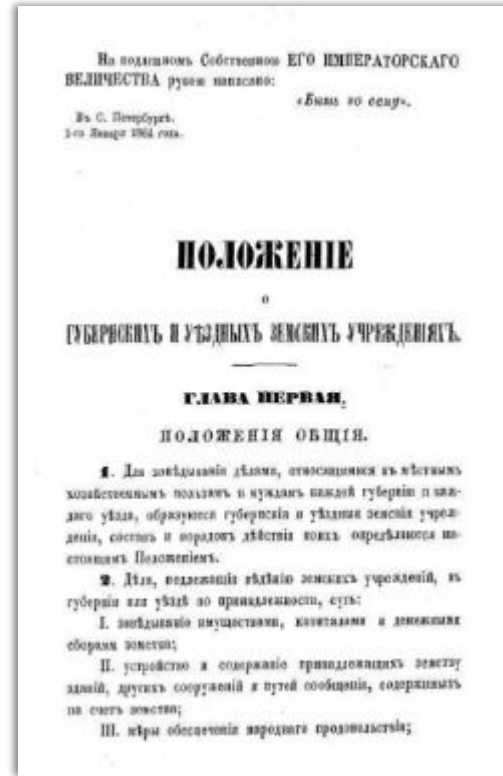 На подлинномъ Собственною ЕГО ИМПЕРАТОРСКАГО
ВЕЛИЧЕСТВА рукою написано:
«Быть по сему».
Въ С. Петербургѣ.
1-го Января 1864 года.
ПОЛОЖЕНІЕ
о
ГУБЕРНСКИХЪ И УѢЗДНЫХЪ ЗЕМСКИХЪ УЧРЕЖДЕНІЯХЪ.
ГЛАВА ПЕРВАЯ.
ПОЛОЖЕНІЯ ОБЩІЯ.
1. Для завѣдыванія дѣлами, относящимися къ мѣстнымъ
хозяйственнымъ пользамъ и нуждамъ каждой губерніи и каж-
даго уѣзда, образуются губернскія и уѣздныя земскія учреж-
денія, составъ и порядокъ дѣйствія коихъ опредѣляются на-
стоящимъ Положеніемъ.
2. Дѣла, подлежащія вѣдѣнію земскихъ учрежденій, въ
губерніи или уѣздѣ по принадлежности, суть:
I. завѣдываніе имуществами, капиталами и денежными
сборами земства;
II. устройство и содержаніе принадлежащихъ земству
зданій, другихъ сооруженій и путей сообщенія, содержимыхъ
на счетъ земства;
III. мѣры обезпеченія народнаго продовольствія;